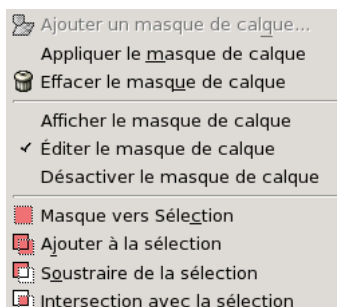 Ajouter un masque de calque...
Appliquer le masque de calque
Effacer le masque de calque
Afficher le masque de calque
Éditer le masque de calque
Désactiver le masque de calque
Masque vers Sélection
Ajouter à la sélection
Soustraire de la sélection
Intersection avec la sélection